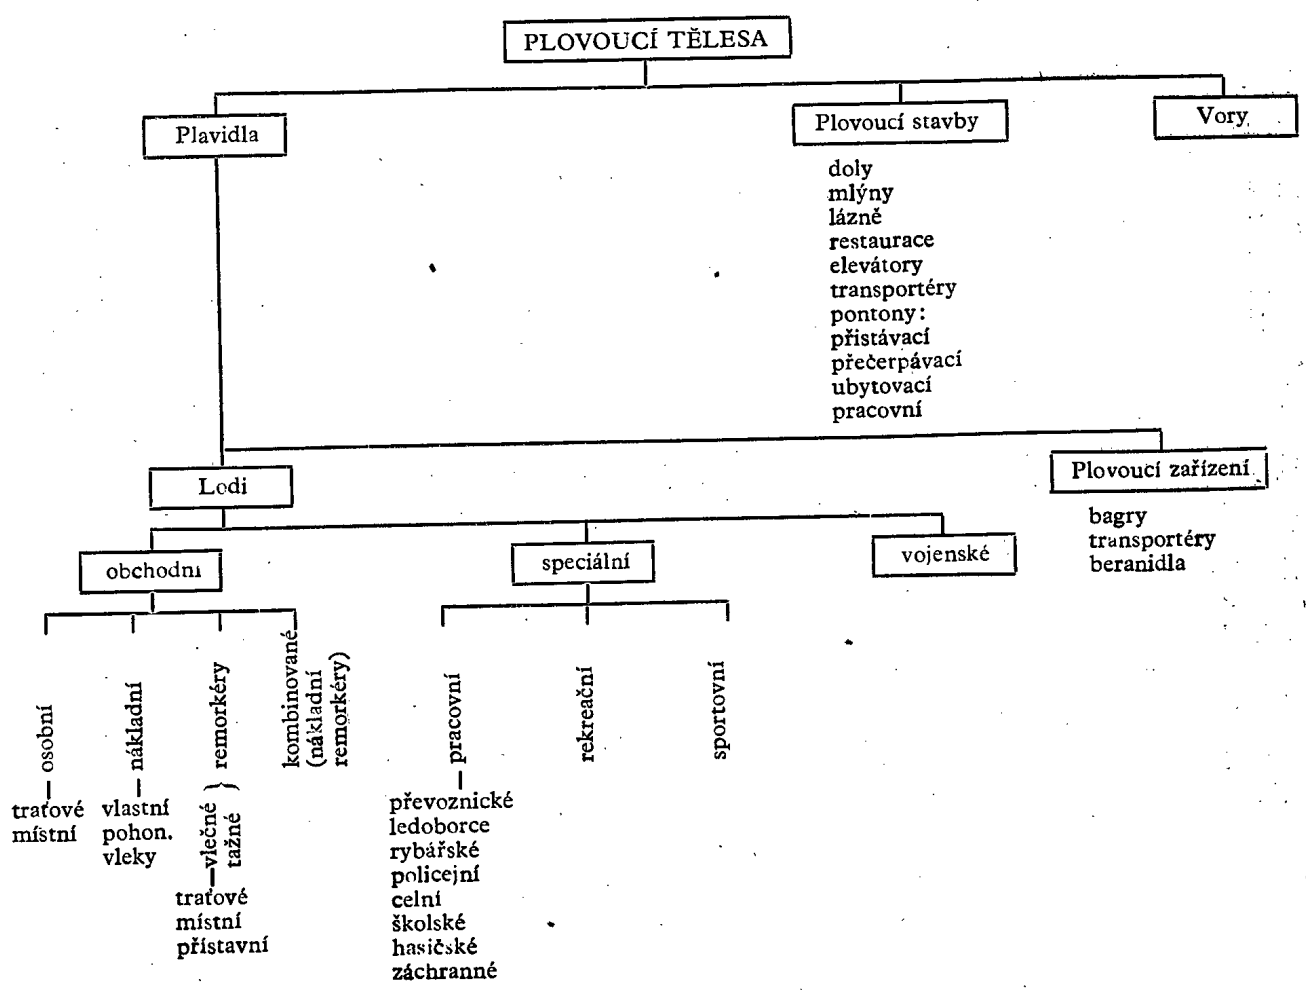 PLOVOUCÍ TĚLESA
Plavidla
Plovoucí stavby
Vory
doly
mlýny
lázně
restaurace
elevátory
transportéry
pontony:
přistávací
přečerpávací
ubytovací
pracovní
Lodi
Plovoucí zařízení
bagry
transportéry
beranidla
obchodní
speciální
vojenské
osobní
traťové
místní
nákladní
vlastní
pohon.
vleky
remorkéry
vlečné
tažné
traťové
místní
přístavní
kombinované
(nákladní
remorkéry)
pracovní
převoznické
ledoborce
rybářské
policejní
celní
školské
hasičské
záchranné
rekreační
sportovní